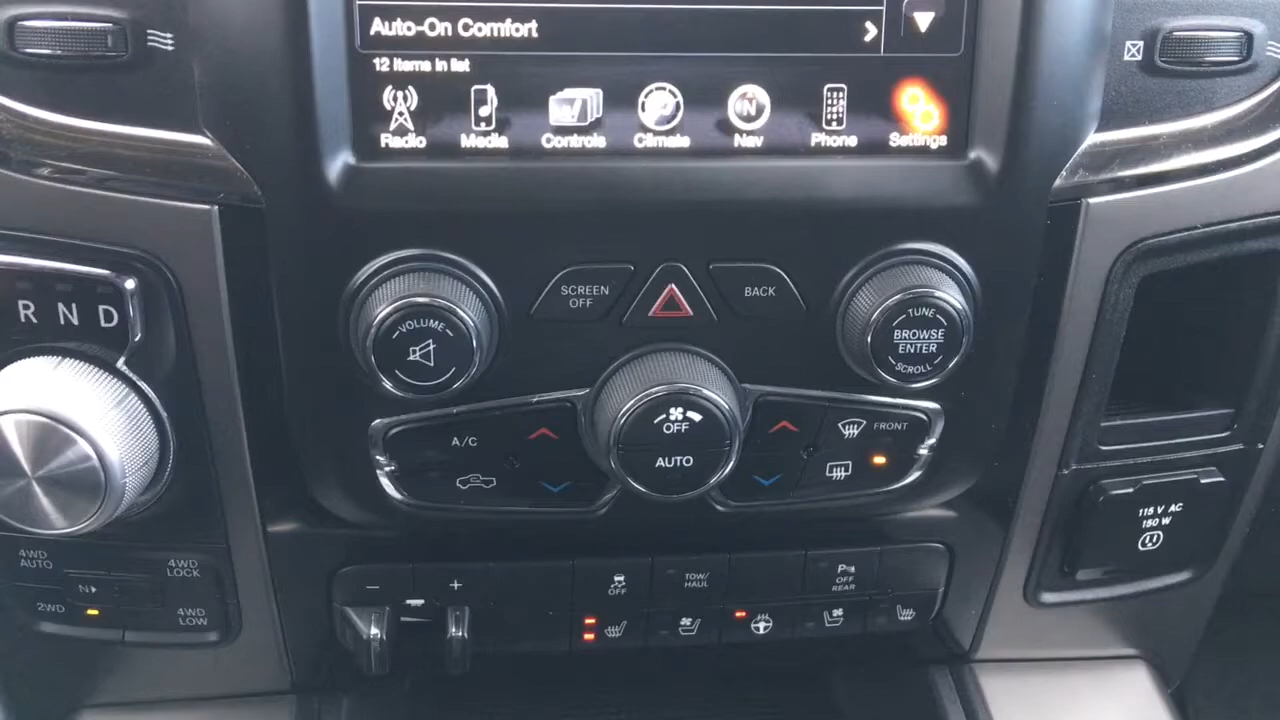 Auto-On Comfort
12 items in list
Radio
Media
Controls
Climate
Nav
Phone
Settings
R N D
VOLUME
SCREEN
OFF
BACK
TUNE
BROWSE
ENTER
SCROLL
A/C
OFF
AUTO
FRONT
115 V AC
150 W
4WD
AUTO
4WD
LOCK
N
2WD
4WD
LOW
− +
OFF
TOW/
HAUL
P
OFF
REAR